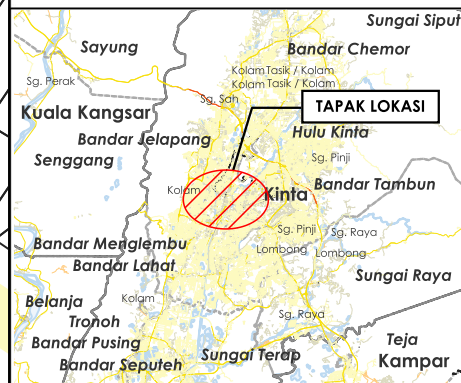 Sungai Siput
Sayung
Bandar Chemor
Kolam Tasik / Kolam
Kolam Tasik / Kolam
Sg. Perak
Sg. Sah
TAPAK LOKASI
Kuala Kangsar
Hulu Kinta
Bandar Jelapang
Senggang
Sg. Pinji
Kolam
Kinta
Bandar Tambun
Sg. Pinji
Sg. Raya
Bandar Menglembu
Lombong
Lombong
Bandar Lahat
Sungai Raya
Belanja
Kolam
Tronoh
Sg. Raya
Bandar Pusing
Teja
Sungai Terap
Kampar
Bandar Seputeh